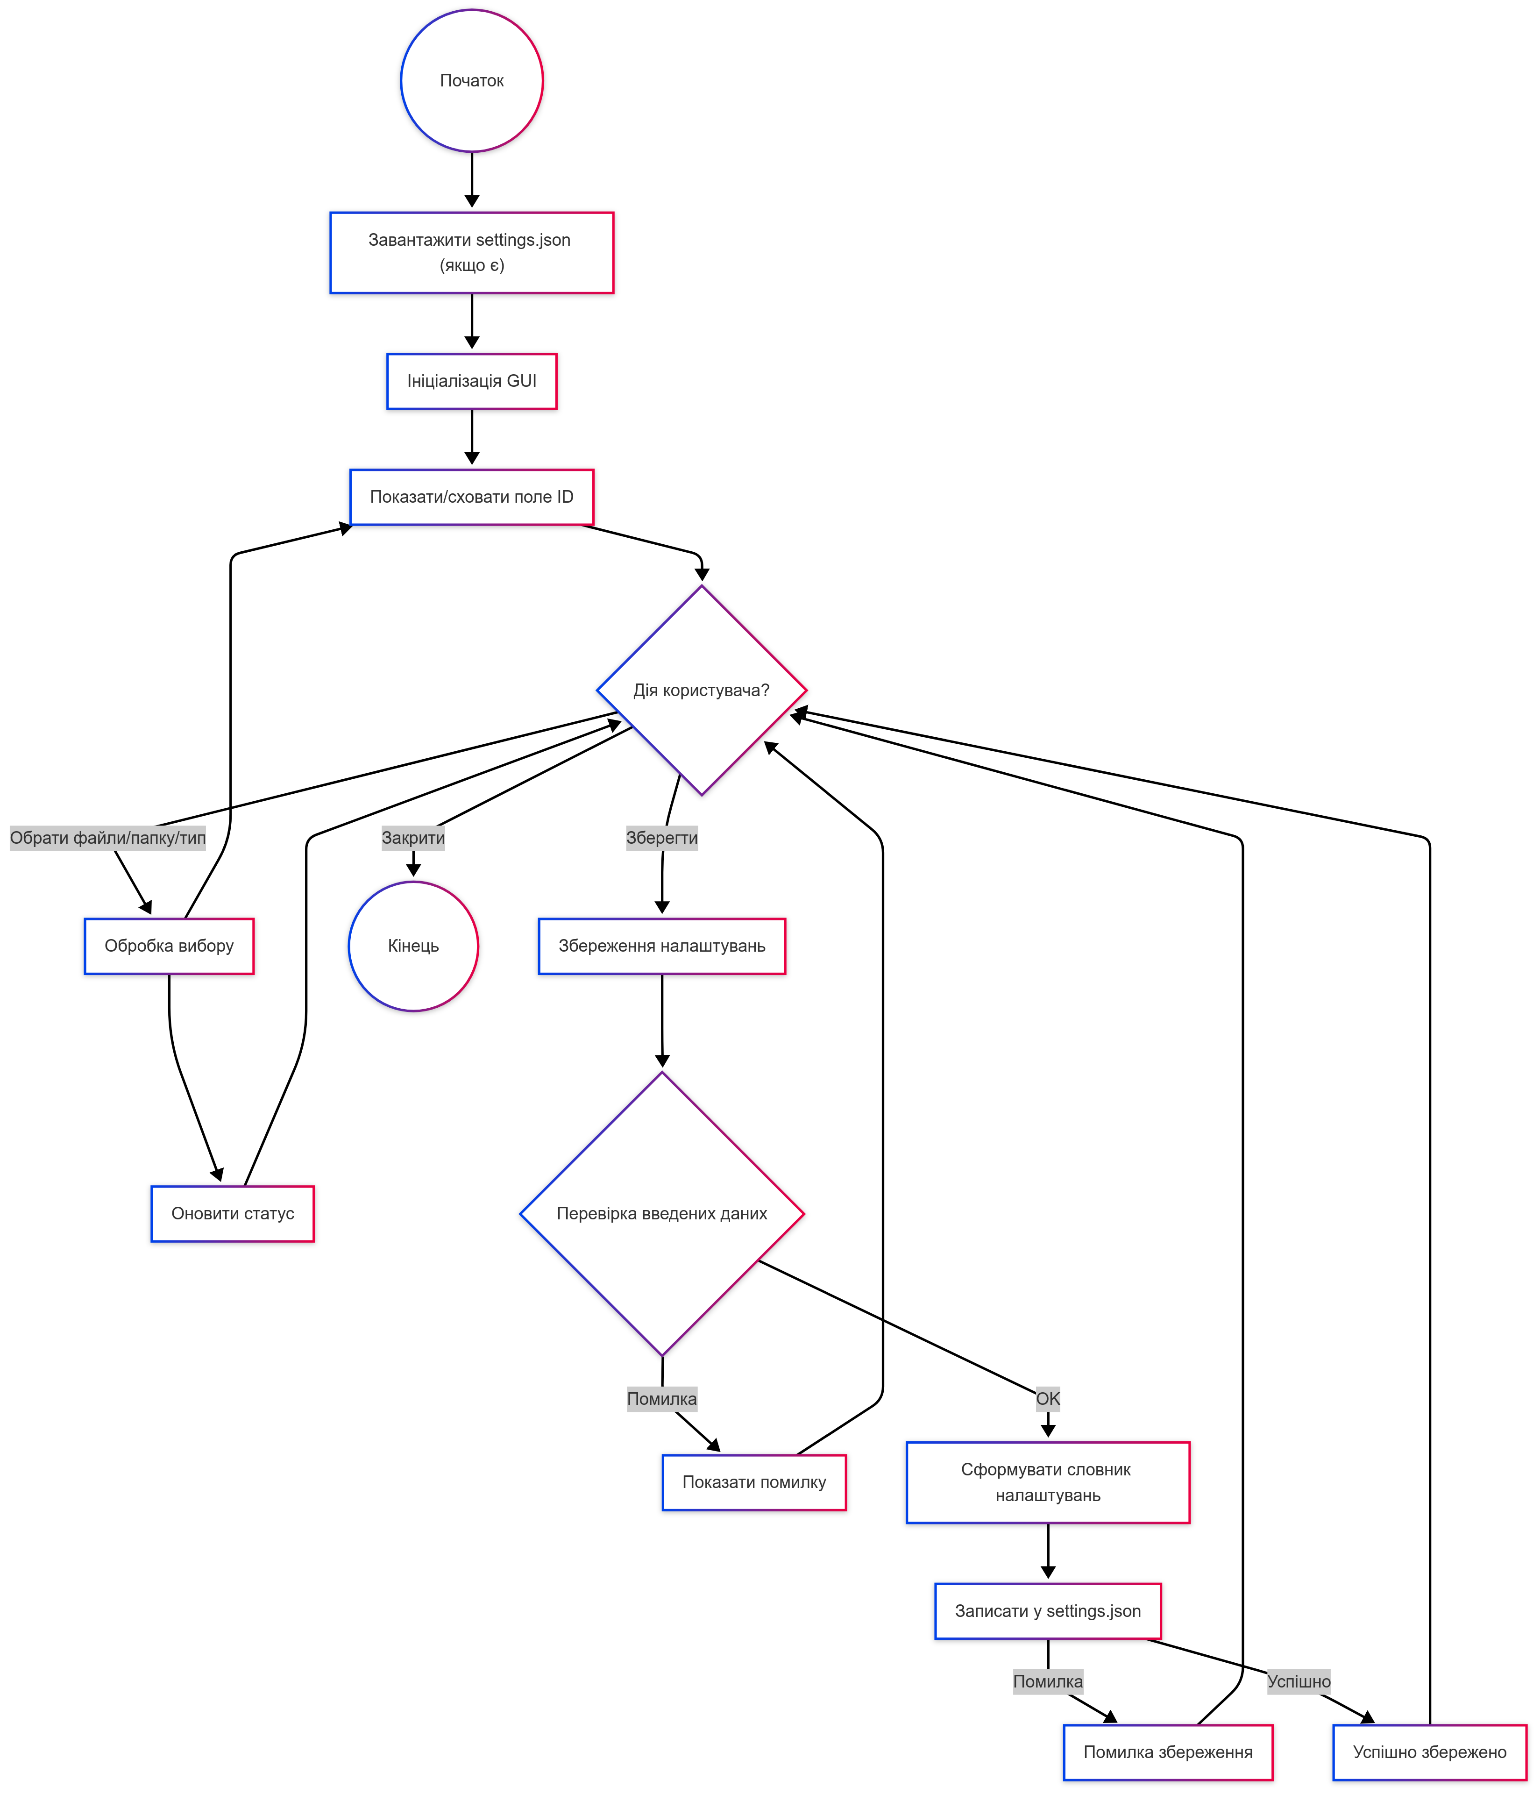 Початок
Завантажити settings.json
(якщо є)
Ініціалізація GUI
Показати/сховати поле ID
Дія користувача?
Обрати файли/папку/тип
Закрити
Зберегти
Обробка вибору
Кінець
Збереження налаштувань
Оновити статус
Перевірка введених даних
Помилка
OK
Показати помилку
Сформувати словник
налаштувань
Записати у settings.json
Помилка
Успішно
Помилка збереження
Успішно збережено